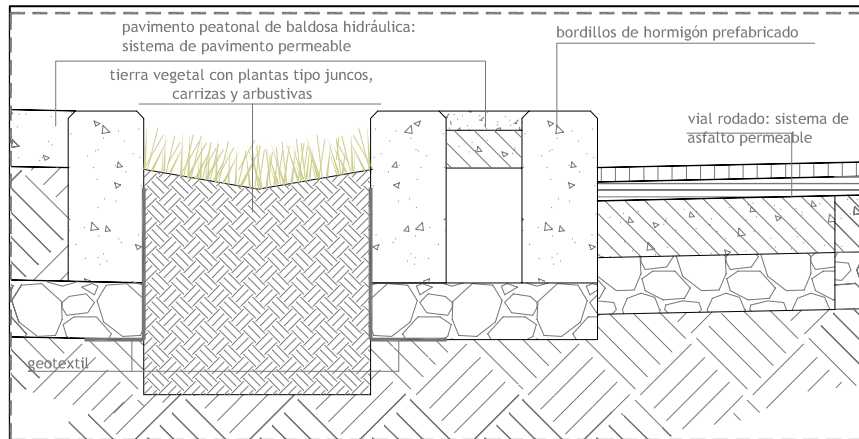 pavimento peatonal de baldosa hidráulica:
sistema de pavimento permeable
bordillos de hormigón prefabricado
tierra vegetal con plantas tipo juncos,
carrizas y arbustivas
vial rodado: sistema de
asfalto permeable
geotextil